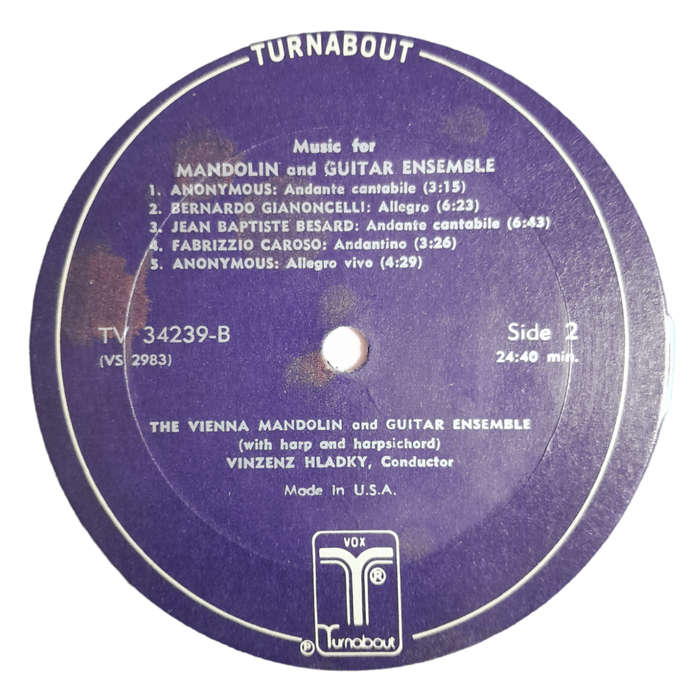 TURNABOUT
Music for
MANDOLIN and GUITAR ENSEMBLE
1. ANONYMOUS: Andante cantabile (3:15)
2. BERNARDO GIANONCELLI: Allegro (6:23)
3. JEAN BAPTISTE BESARD: Andante cantabile (6:43)
4. FABRIZZIO CAROSO: Andantino (3:26)
5. ANONYMOUS: Allegro vivo (4:29)
TV 34239-B Side 2
(VS 2983) 24:40 min.
THE VIENNA MANDOLIN and GUITAR ENSEMBLE
(with harp and harpsichord)
VINZENZ HLADKY, Conductor
Made in U.S.A.
VOX
T ®
℗ Turnabout